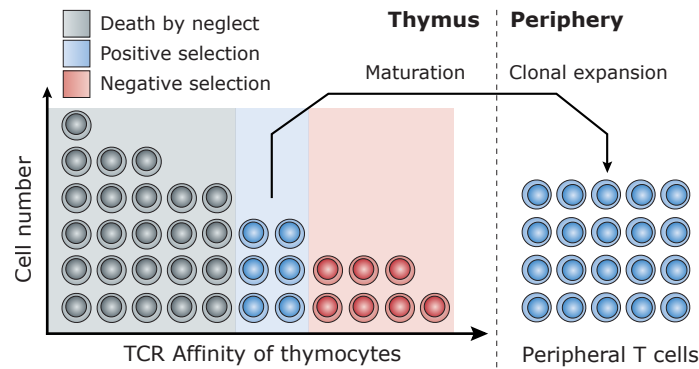 Death by neglect
Positive selection
Negative selection
Thymus
Periphery
Maturation
Clonal expansion
Cell number
TCR Affinity of thymocytes
Peripheral T cells